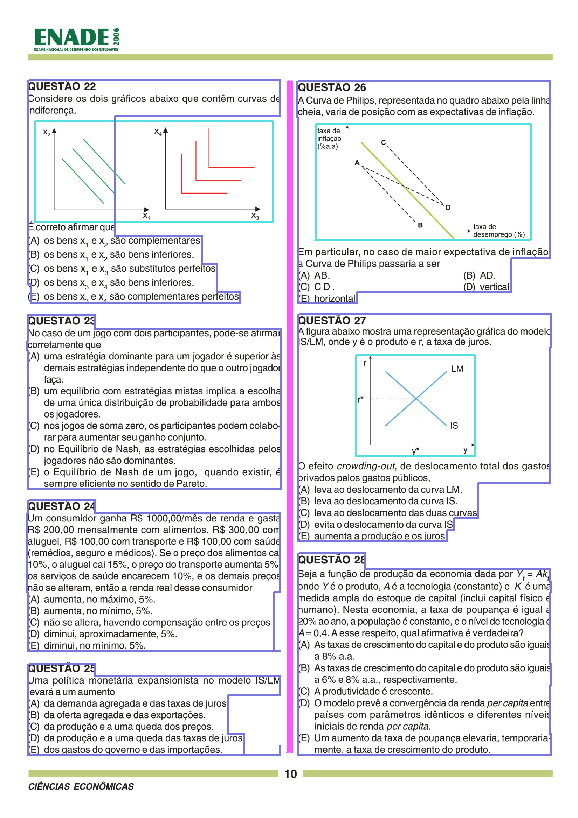 ENADE 2006
EXAME NACIONAL DE DESEMPENHO DOS ESTUDANTES
QUESTÃO 22
Considere os dois gráficos abaixo que contêm curvas de
indiferença.
X₂
X₁
X₄
X₃
É correto afirmar que
(A) os bens x₁ e x₂ são complementares.
(B) os bens x₁ e x₂ são bens inferiores.
(C) os bens x₁ e x₂ são substitutos perfeitos
(D) os bens x₃ e x₄ são bens inferiores.
(E) os bens x₁ e x₂ são complementares perfeitos
QUESTÃO 23
No caso de um jogo com dois participantes, pode-se afirmar
corretamente que
(A) uma estratégia dominante para um jogador é superior às
demais estratégias independente do que o outro jogador
faça.
(B) um equilíbrio com estratégias mistas implica a escolha
de uma única distribuição de probabilidade para ambos
os jogadores.
(C) nos jogos de soma zero, os participantes podem colabo-
rar para aumentar seu ganho conjunto.
(D) no Equilíbrio de Nash, as estratégias escolhidas pelos
jogadores não são dominantes.
(E) o Equilíbrio de Nash de um jogo, quando existir, é
sempre eficiente no sentido de Pareto.
QUESTÃO 24
Um consumidor ganha R$ 1000,00/mês de renda e gasta
R$ 200,00 mensalmente com alimentos, R$ 300,00 com
aluguel, R$ 100,00 com transporte e R$ 100,00 com saúde
(remédios, seguro e médicos). Se o preço dos alimentos cai
10%, o aluguel cai 15%, o preço do transporte aumenta 5%,
os serviços de saúde encarecem 10%, e os demais preços
não se alteram, então a renda real desse consumidor
(A) aumenta, no máximo, 5%.
(B) aumenta, no mínimo, 5%.
(C) não se altera, havendo compensação entre os preços
(D) diminui, aproximadamente, 5%.
(E) diminui, no mínimo, 5%.
QUESTÃO 25
Uma política monetária expansionista no modelo IS/LM
levará a um aumento
(A) da demanda agregada e das taxas de juros
(B) da oferta agregada e das exportações.
(C) da produção e a uma queda dos preços.
(D) da produção e a uma queda das taxas de juros
(E) dos gastos do governo e das importações.
QUESTÃO 26
A Curva de Philips, representada no quadro abaixo pela linha
cheia, varia de posição com as expectativas de inflação.
taxa de
inflação
(%a.a)
C
A
D
B
taxa de
desemprego (%)
Em particular, no caso de maior expectativa de inflação,
a Curva de Philips passaria a ser
(A) AB. (B) AD.
(C) C D . (D) vertical
(E) horizontal
QUESTÃO 27
A figura abaixo mostra uma representação gráfica do modelo
IS/LM, onde y é o produto e r, a taxa de juros.
r
LM
r*
IS
y* y
O efeito crowding-out, de deslocamento total dos gastos
privados pelos gastos públicos,
(A) leva ao deslocamento da curva LM.
(B) leva ao deslocamento da curva IS.
(C) leva ao deslocamento das duas curvas
(D) evita o deslocamento da curva IS
(E) aumenta a produção e os juros
QUESTÃO 28
Seja a função de produção da economia dada por Yₜ = Akₜ,
onde Y é o produto, A é a tecnologia (constante) e K é uma
medida ampla do estoque de capital (inclui capital físico e
humano). Nesta economia, a taxa de poupança é igual a
20% ao ano, a população é constante, e o nível de tecnologia é
A = 0,4. A esse respeito, qual afirmativa é verdadeira?
(A) As taxas de crescimento do capital e do produto são iguais
a 8% a.a.
(B) As taxas de crescimento do capital e do produto são iguais
a 6% e 8% a.a., respectivamente.
(C) A produtividade é crescente.
(D) O modelo prevê a convergência da renda per capita entre
países com parâmetros idênticos e diferentes níveis
iniciais de renda per capita.
(E) Um aumento da taxa de poupança elevaria, temporaria-
mente, a taxa de crescimento do produto.
10
CIÊNCIAS ECONÔMICAS